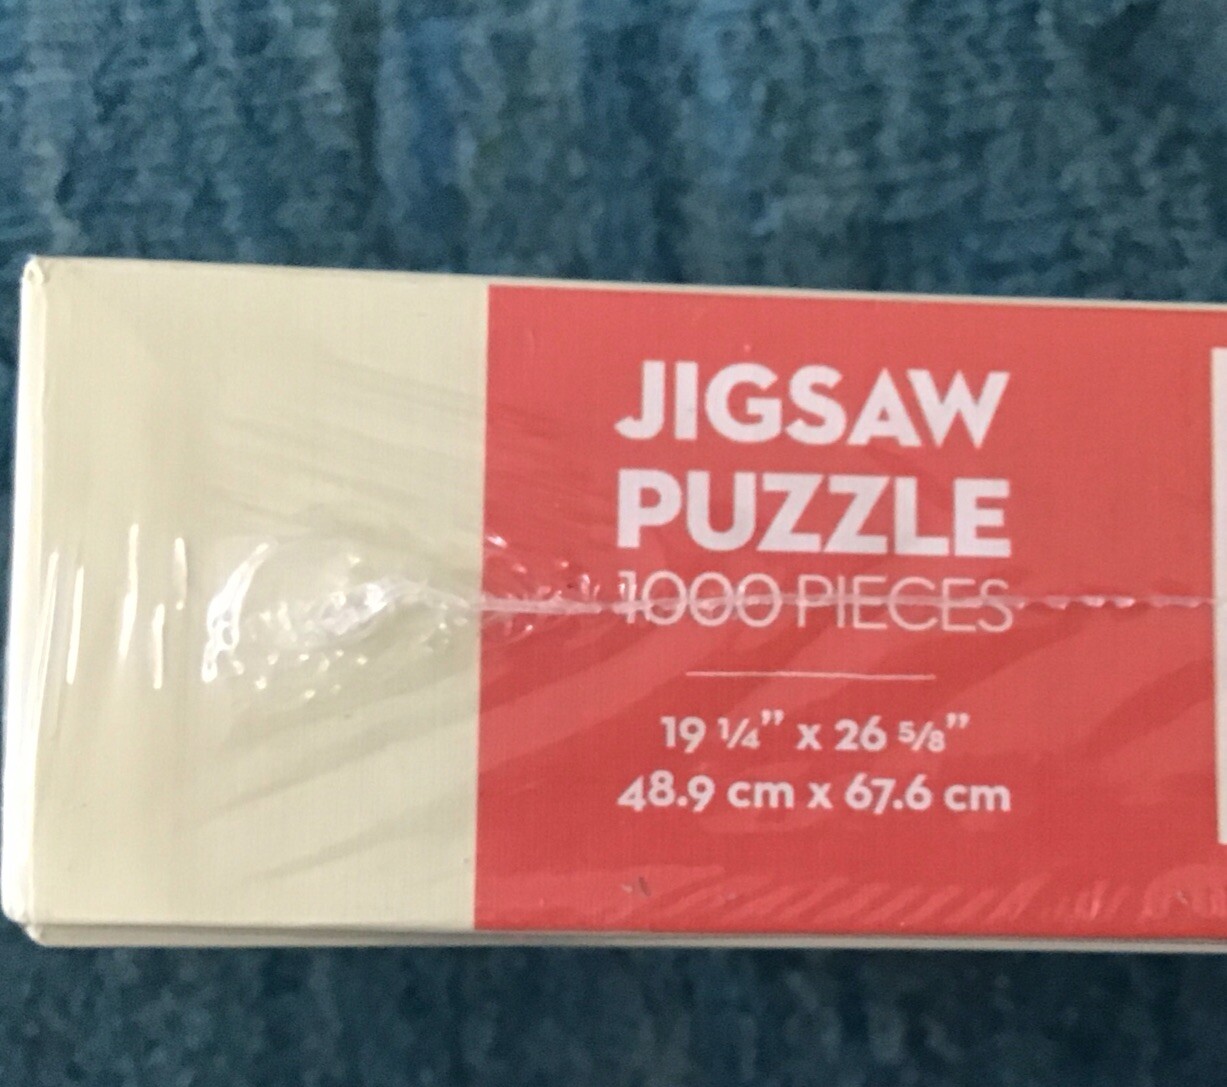 JIGSAW
PUZZLE
1000 PIECES
19 ¼” x 26 ⅝”
48.9 cm x 67.6 cm